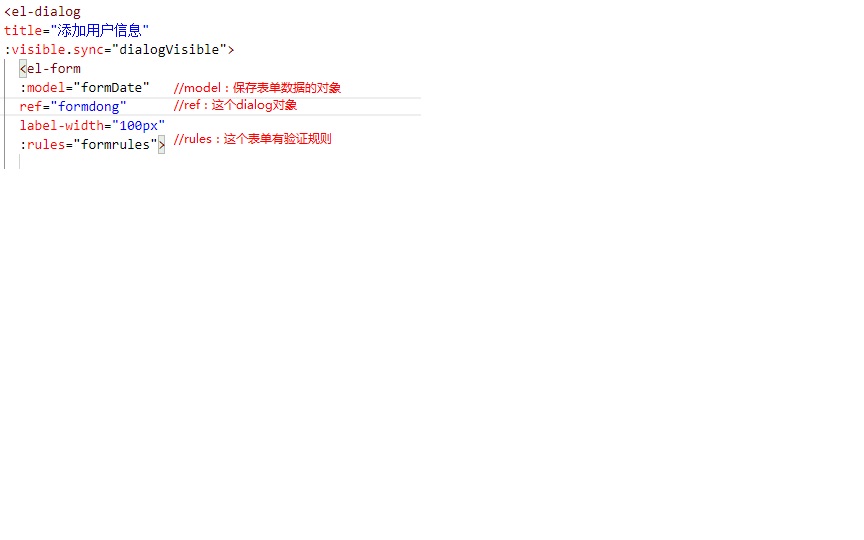 <el-dialog
title="添加用户信息"
:visible.sync="dialogVisible">
<el-form
:model="formDate" //model：保存表单数据的对象
ref="formdong" //ref：这个dialog对象
label-width="100px"
:rules="formrules"> //rules：这个表单有验证规则